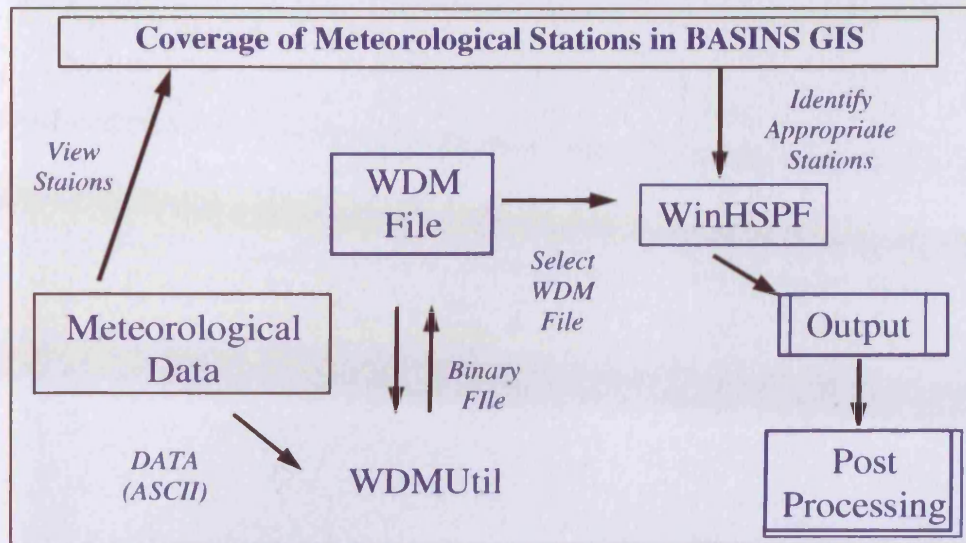 Coverage of Meteorological Stations in BASINS GIS
View
Staions
Identify
Appropriate
Stations
WDM
File
WinHSPF
Select
WDM
File
Meteorological
Data
Output
Binary
FIle
DATA
(ASCII)
WDMUtil
Post
Processing